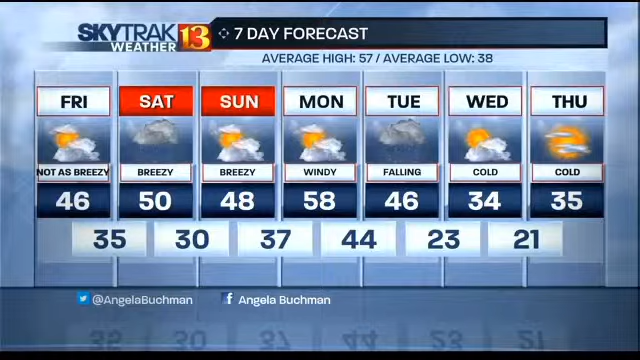 SKYTRAK 13
WEATHER
7 DAY FORECAST
AVERAGE HIGH: 57 / AVERAGE LOW: 38
FRI SAT SUN MON TUE WED THU
NOT AS BREEZY BREEZY BREEZY WINDY FALLING COLD COLD
46 50 48 58 46 34 35
35 30 37 44 23 21
@AngelaBuchman Angela Buchman